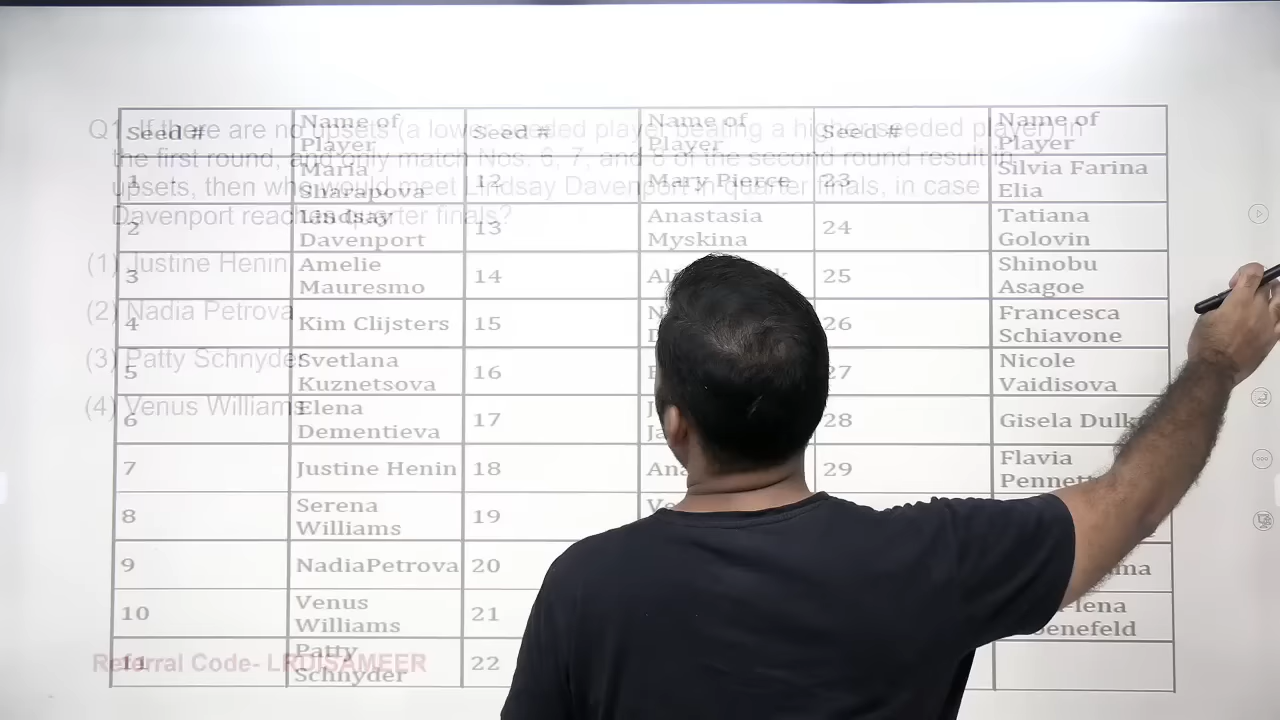 Q1. If there are no upsets (a lower seeded player beating a higher seeded player) in
the first round, and only match Nos. 6, 7, and 8 of the second round result in
upsets, then who would meet Lindsay Davenport in quarter finals, in case
Davenport reaches quarter finals?
(1) Justine Henin
(2) Nadia Petrova
(3) Patty Schnyder
(4) Venus Williams
Referral Code- LRDISAMEER
Seed # Name of Player Seed # Name of Player Seed # Name of Player
1 Maria Sharapova 12 Mary Pierce 23 Silvia Farina Elia
2 Lindsay Davenport 13 Anastasia Myskina 24 Tatiana Golovin
3 Amelie Mauresmo 14 25 Shinobu Asagoe
4 Kim Clijsters 15 26 Francesca Schiavone
5 Svetlana Kuznetsova 16 27 Nicole Vaidisova
6 Elena Dementieva 17 28 Gisela
7 Justine Henin 18 29 Flavia
8 Serena Williams 19
9 NadiaPetrova 20
10 Venus Williams 21
11 Patty Schnyder 22